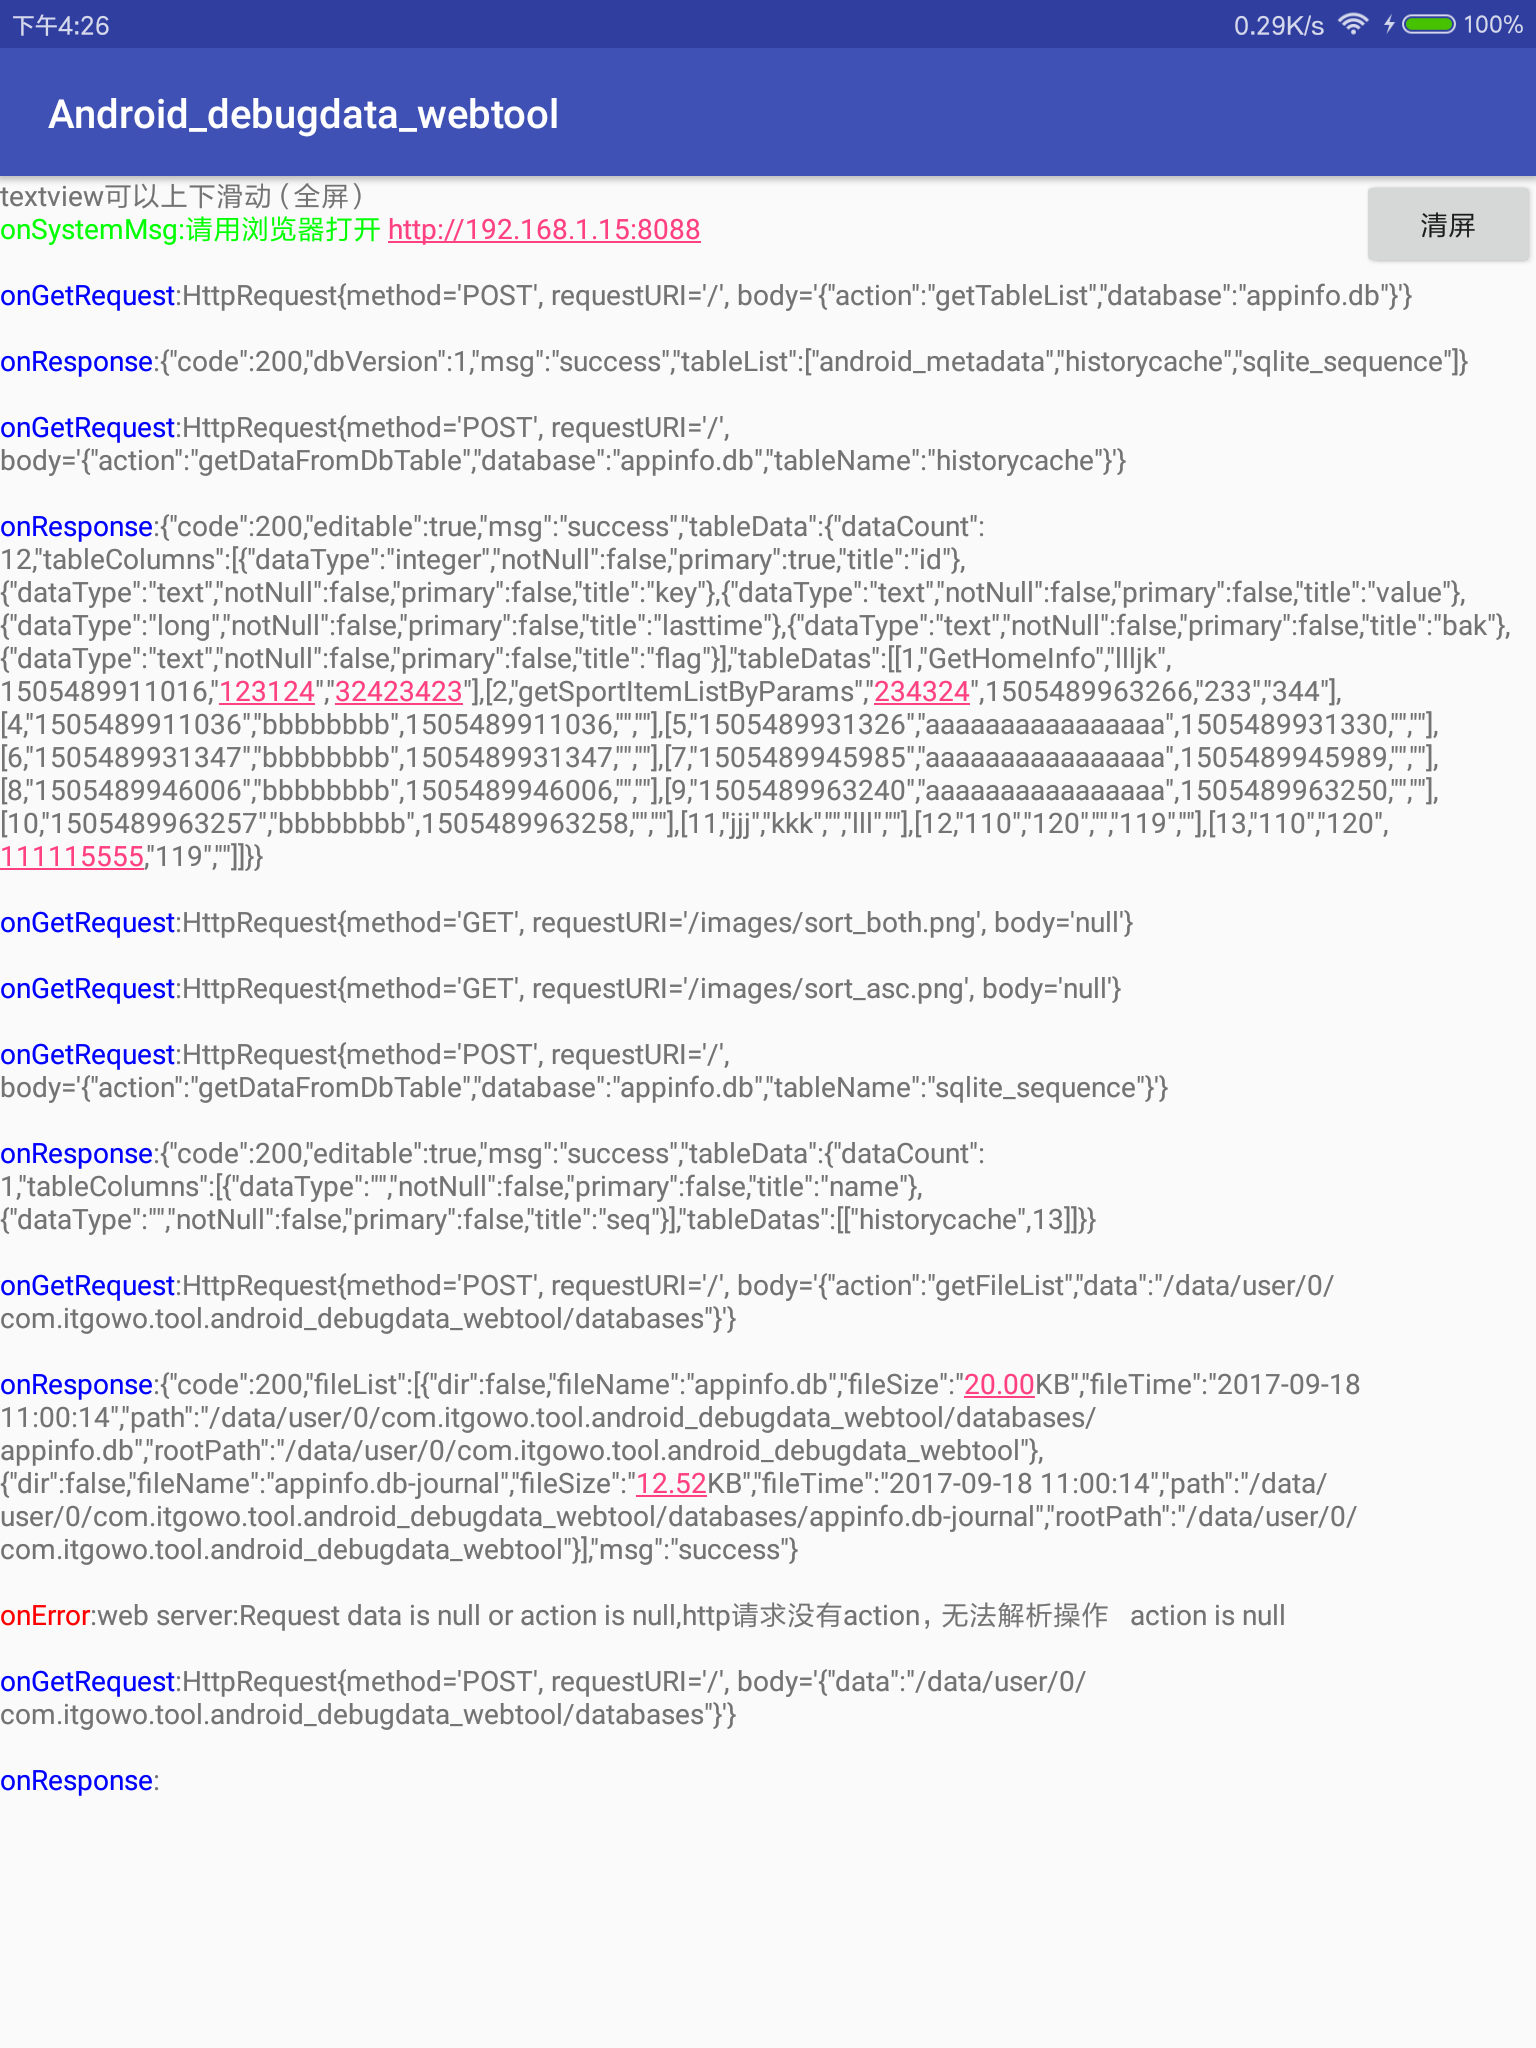 下午4:26
0.29K/s
100%
Android_debugdata_webtool
textview可以上下滑动（全屏）
清屏
onSystemMsg:请用浏览器打开 http://192.168.1.15:8088
onGetRequest:HttpRequest{method='POST', requestURI='/', body='{"action":"getTableList","database":"appinfo.db"}'}
onResponse:{"code":200,"dbVersion":1,"msg":"success","tableList":["android_metadata","historycache","sqlite_sequence"]}
onGetRequest:HttpRequest{method='POST', requestURI='/',
body='{"action":"getDataFromDbTable","database":"appinfo.db","tableName":"historycache"}'}
onResponse:{"code":200,"editable":true,"msg":"success","tableData":{"dataCount":
12,"tableColumns":[{"dataType":"integer","notNull":false,"primary":true,"title":"id"},
{"dataType":"text","notNull":false,"primary":false,"title":"key"},{"dataType":"text","notNull":false,"primary":false,"title":"value"},
{"dataType":"long","notNull":false,"primary":false,"title":"lasttime"},{"dataType":"text","notNull":false,"primary":false,"title":"bak"},
{"dataType":"text","notNull":false,"primary":false,"title":"flag"}],"tableDatas":[[1,"GetHomeInfo","llljk",
1505489911016,"123124","32423423"],[2,"getSportItemListByParams","234324",1505489963266,"233","344"],
[4,"1505489911036","bbbbbbbb",1505489911036,"",""],[5,"1505489931326","aaaaaaaaaaaaaaaa",1505489931330,"",""],
[6,"1505489931347","bbbbbbbb",1505489931347,"",""],[7,"1505489945985","aaaaaaaaaaaaaaaa",1505489945989,"",""],
[8,"1505489946006","bbbbbbbb",1505489946006,"",""],[9,"1505489963240","aaaaaaaaaaaaaaaa",1505489963250,"",""],
[10,"1505489963257","bbbbbbbb",1505489963258,"",""],[11,"jjj","kkk","","lll",""],[12,"110","120","","119",""],[13,"110","120",
111115555,"119",""]]}}
onGetRequest:HttpRequest{method='GET', requestURI='/images/sort_both.png', body='null'}
onGetRequest:HttpRequest{method='GET', requestURI='/images/sort_asc.png', body='null'}
onGetRequest:HttpRequest{method='POST', requestURI='/',
body='{"action":"getDataFromDbTable","database":"appinfo.db","tableName":"sqlite_sequence"}'}
onResponse:{"code":200,"editable":true,"msg":"success","tableData":{"dataCount":
1,"tableColumns":[{"dataType":"","notNull":false,"primary":false,"title":"name"},
{"dataType":"","notNull":false,"primary":false,"title":"seq"}],"tableDatas":[["historycache",13]]}}
onGetRequest:HttpRequest{method='POST', requestURI='/', body='{"action":"getFileList","data":"/data/user/0/
com.itgowo.tool.android_debugdata_webtool/databases"}'}
onResponse:{"code":200,"fileList":[{"dir":false,"fileName":"appinfo.db","fileSize":"20.00KB","fileTime":"2017-09-18
11:00:14","path":"/data/user/0/com.itgowo.tool.android_debugdata_webtool/databases/
appinfo.db","rootPath":"/data/user/0/com.itgowo.tool.android_debugdata_webtool"},
{"dir":false,"fileName":"appinfo.db-journal","fileSize":"12.52KB","fileTime":"2017-09-18 11:00:14","path":"/data/
user/0/com.itgowo.tool.android_debugdata_webtool/databases/appinfo.db-journal","rootPath":"/data/user/0/
com.itgowo.tool.android_debugdata_webtool"}],"msg":"success"}
onError:web server:Request data is null or action is null,http请求没有action，无法解析操作   action is null
onGetRequest:HttpRequest{method='POST', requestURI='/', body='{"data":"/data/user/0/
com.itgowo.tool.android_debugdata_webtool/databases"}'}
onResponse: